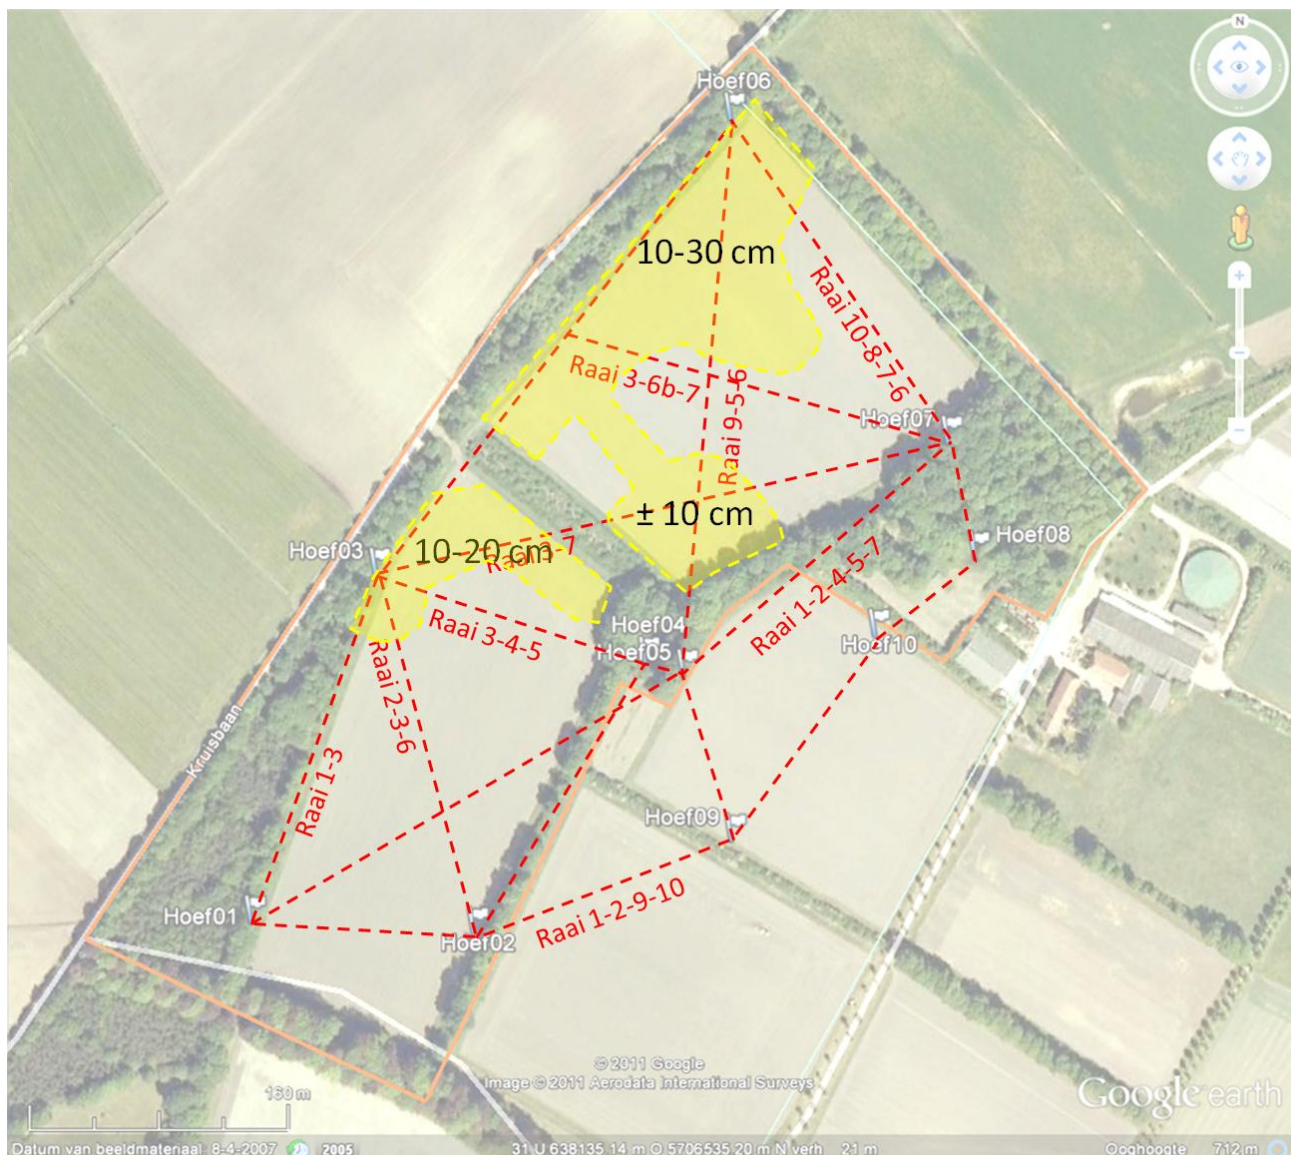 N
Hoef06
10-30 cm
Raai 10-8-7-6
Raai 3-6b-7
Raai 9-5-6
Hoef07
± 10 cm
Hoef03
10-20 cm
Hoef08
Raai 3-4-5
Hoef04
Hoef05
Raai 1-2-4-5-7
Hoef10
Raai 2-3-6
Kruisbaan
Raai 1-3
Hoef09
Hoef01
Hoef02
Raai 1-2-9-10
© 2011 Google
Image © 2011 Aerodata International Surveys
160 m
Google earth
Datum van beeldmateriaal: 8-4-2007
2005
31 U 638135.14 m O 5706535.20 m N verh 21 m
Ooghoogte 712 m